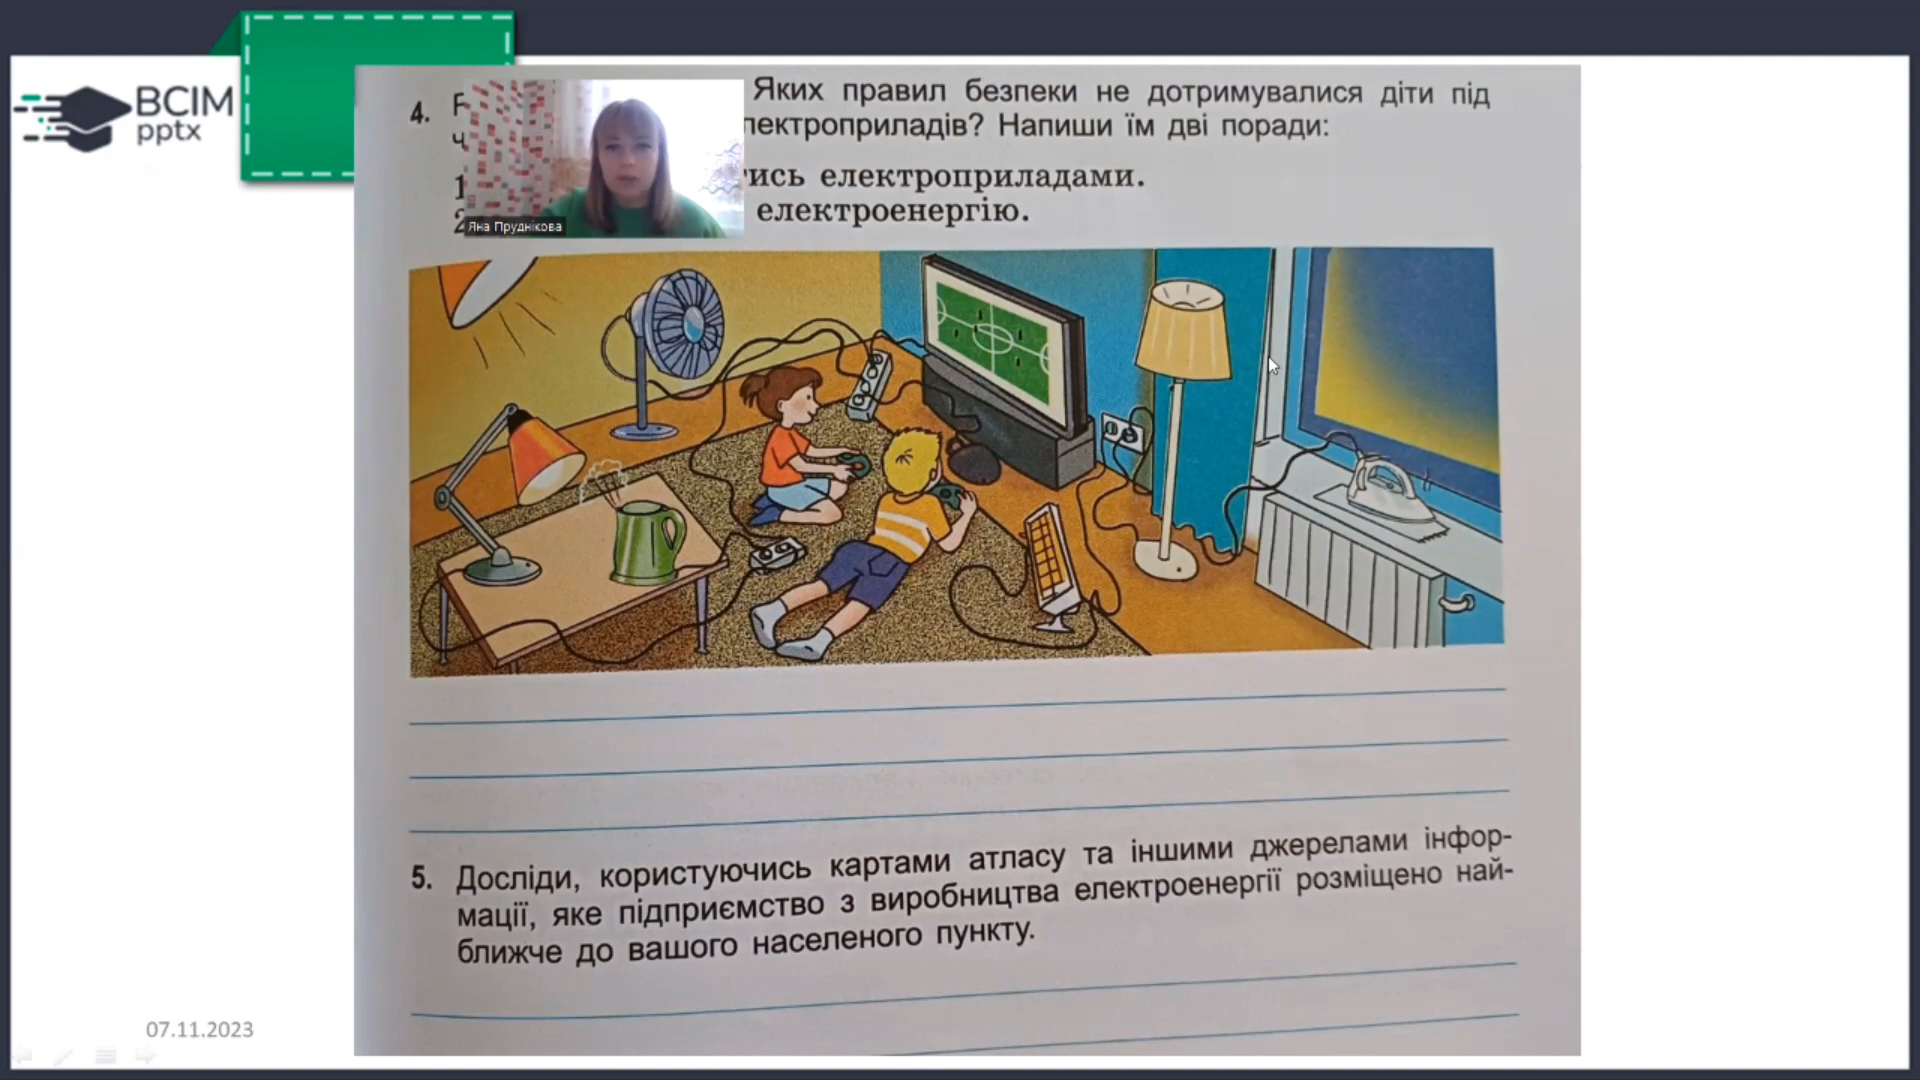 ВСІМ
pptx
4. Яких правил безпеки не дотримувалися діти під
лектроприладів? Напиши їм дві поради:
1 ись електроприладами.
2 електроенергію.
Яна Пруднікова
5. Досліди, користуючись картами атласу та іншими джерелами інфор-
мації, яке підприємство з виробництва електроенергії розміщено най-
ближче до вашого населеного пункту.
07.11.2023